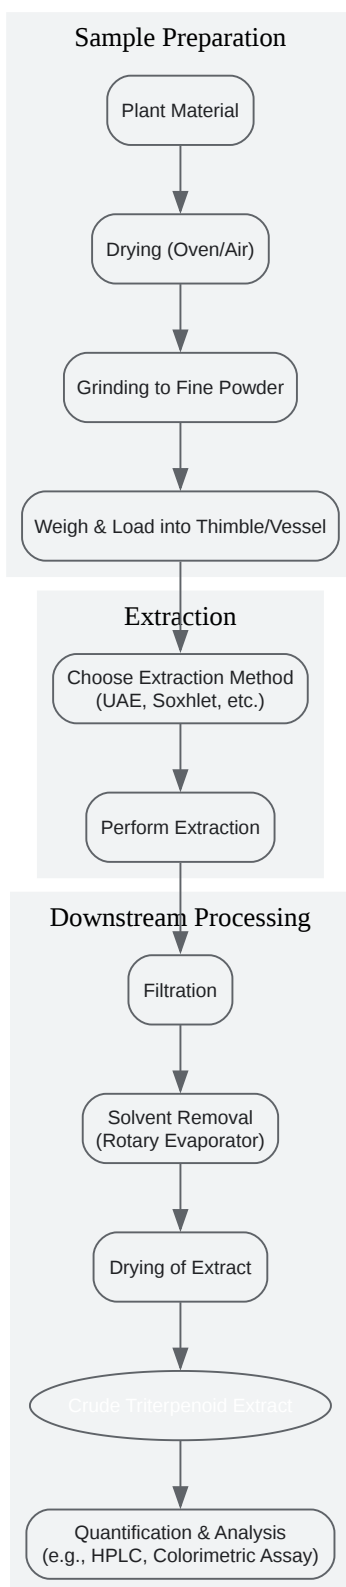 Sample Preparation
Plant Material
Drying (Oven/Air)
Grinding to Fine Powder
Weigh & Load into Thimble/Vessel
Extraction
Choose Extraction Method
(UAE, Soxhlet, etc.)
Perform Extraction
Downstream Processing
Filtration
Solvent Removal
(Rotary Evaporator)
Drying of Extract
Crude Triterpenoid Extract
Quantification & Analysis
(e.g., HPLC, Colorimetric Assay)